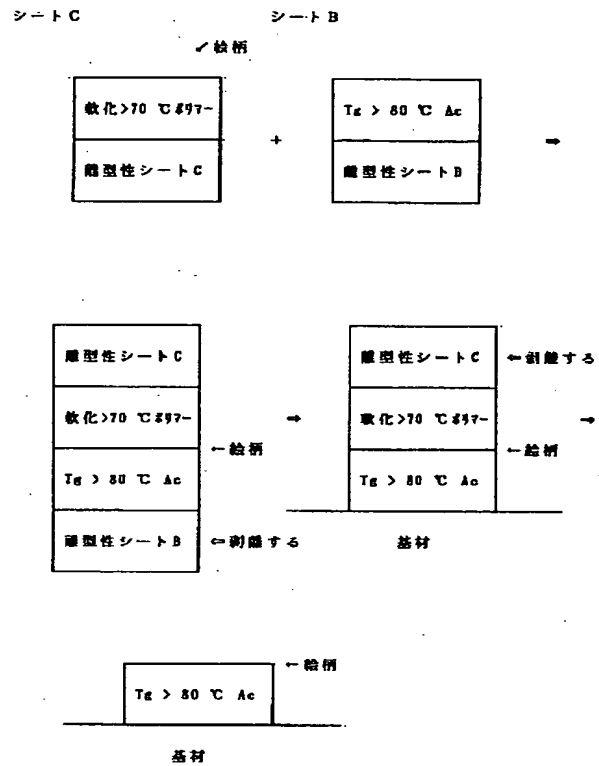 シートC
シートB
↙絵柄
軟化>70 ℃ポリマー
離型性シートC
+
Tg > 80 ℃ Ac
離型性シートB
⇒
離型性シートC
軟化>70 ℃ポリマー
←絵柄
Tg > 80 ℃ Ac
離型性シートB
⇐剥離する
⇒
離型性シートC
←剥離する
軟化>70 ℃ポリマー
←絵柄
Tg > 80 ℃ Ac
基材
⇒
←絵柄
Tg > 80 ℃ Ac
基材